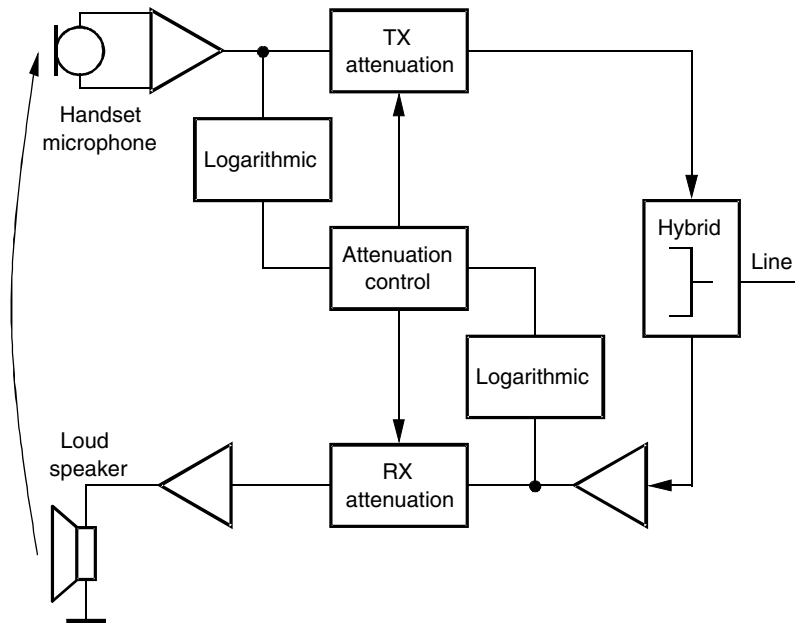 TX
attenuation
Handset
microphone
Logarithmic
Hybrid
Attenuation
control
Line
Logarithmic
Loud
speaker
RX
attenuation